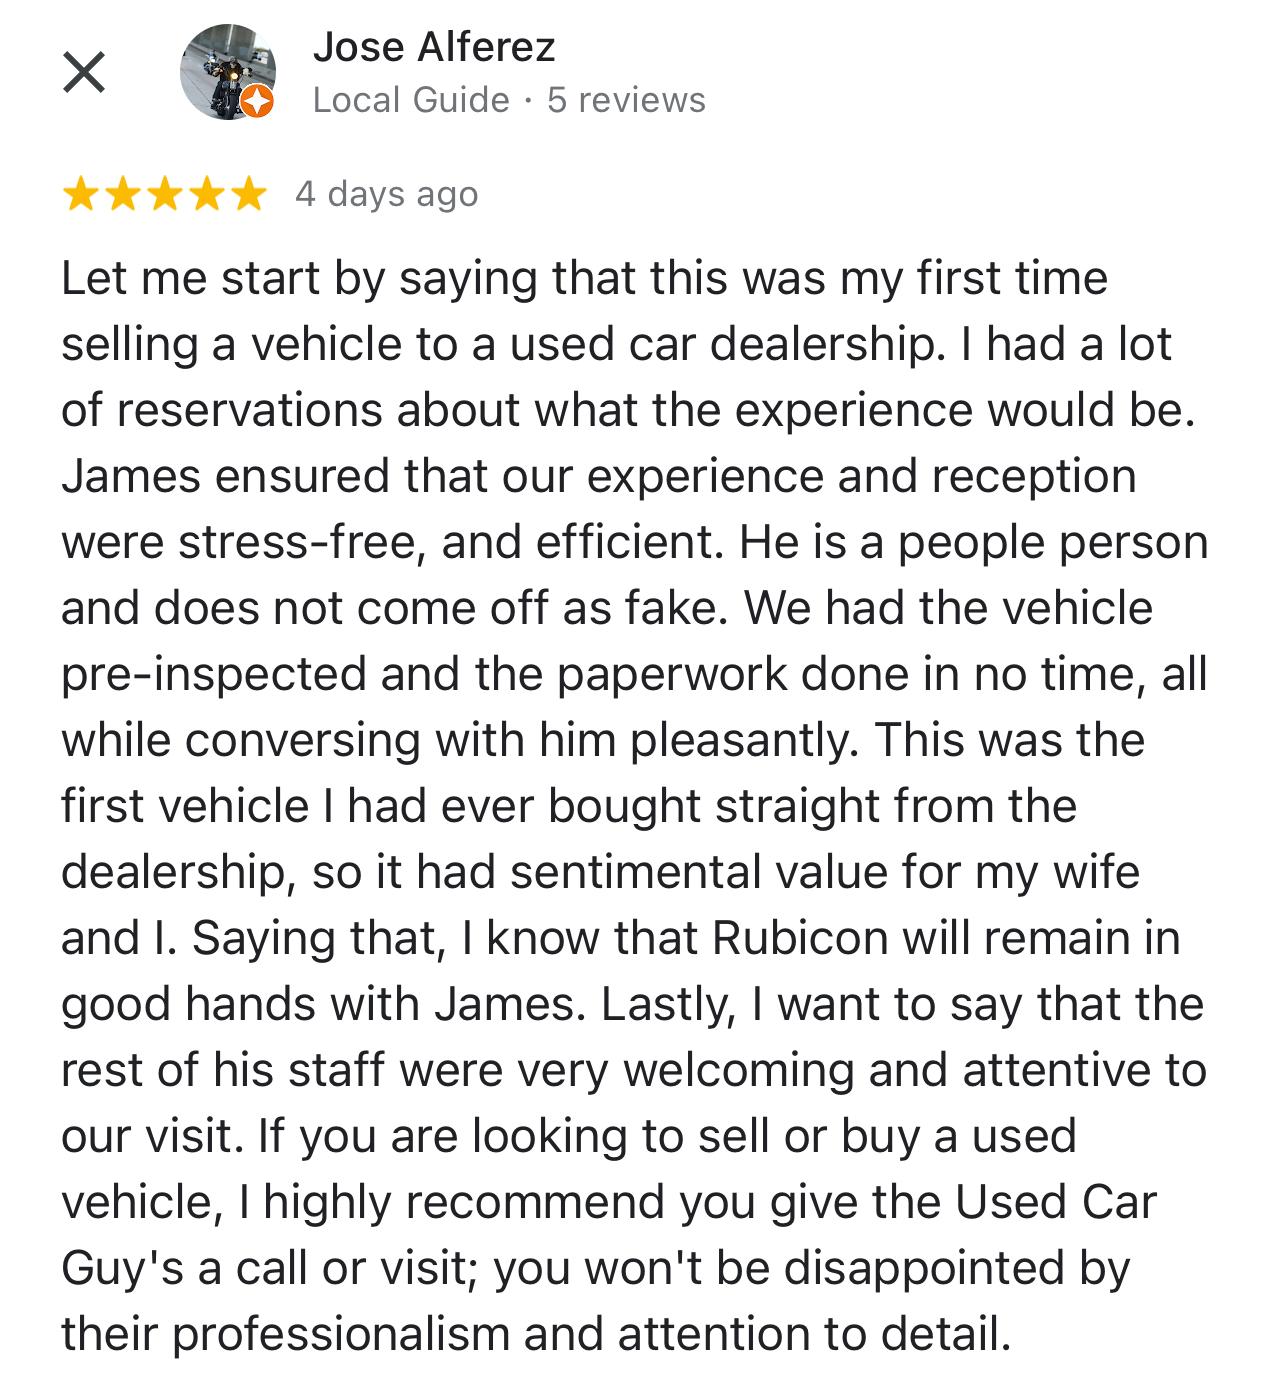 Jose Alferez
Local Guide · 5 reviews
4 days ago
Let me start by saying that this was my first time
selling a vehicle to a used car dealership. I had a lot
of reservations about what the experience would be.
James ensured that our experience and reception
were stress-free, and efficient. He is a people person
and does not come off as fake. We had the vehicle
pre-inspected and the paperwork done in no time, all
while conversing with him pleasantly. This was the
first vehicle I had ever bought straight from the
dealership, so it had sentimental value for my wife
and I. Saying that, I know that Rubicon will remain in
good hands with James. Lastly, I want to say that the
rest of his staff were very welcoming and attentive to
our visit. If you are looking to sell or buy a used
vehicle, I highly recommend you give the Used Car
Guy's a call or visit; you won't be disappointed by
their professionalism and attention to detail.